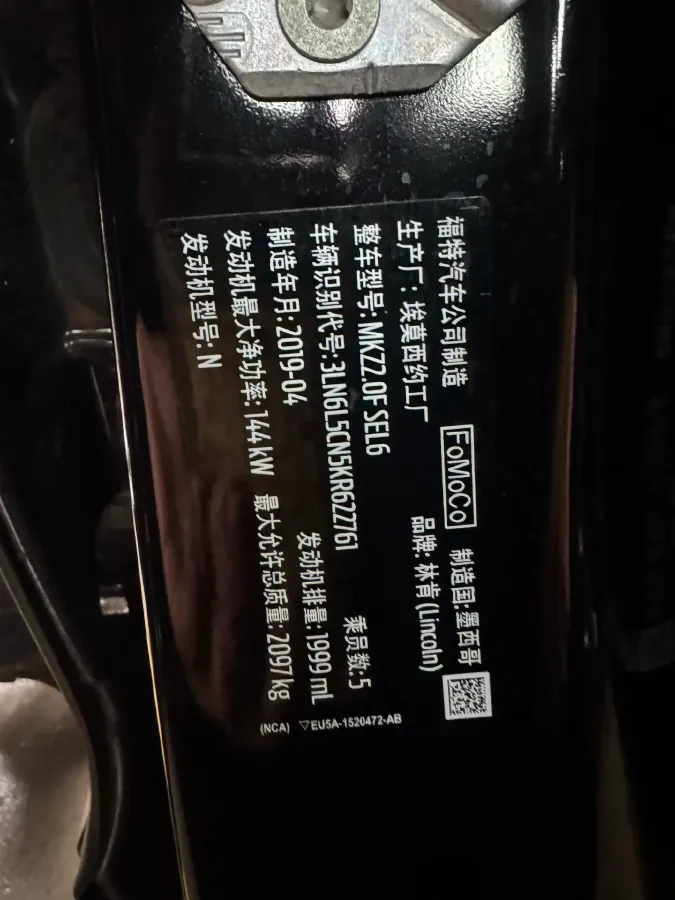 福特汽车公司制造 FoMoCo 制造国:墨西哥
生产厂: 埃莫西约工厂 品牌: 林肯(Lincoln)
整车型号: MKZ2.0F SEL6 乘员数: 5
车辆识别代号: 3LN6L5CN5KR622761
制造年月: 2019-04 发动机排量: 1999 mL
发动机最大净功率: 144 kW 最大允许总质量: 2097 kg
发动机型号: N
(NCA) ▽EU5A-1520472-AB